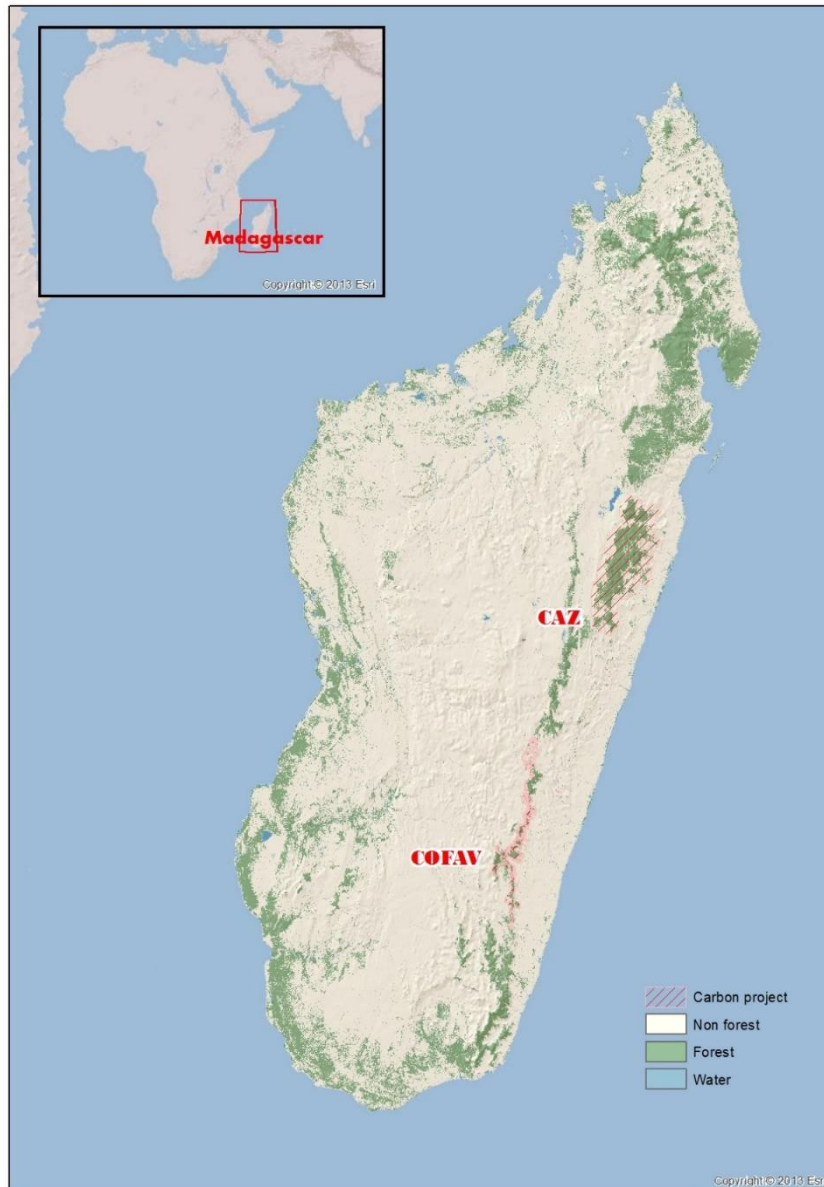 Madagascar
Copyright:© 2013 Esri
CAZ
COFAV
Carbon project
Non forest
Forest
Water
Copyright:© 2013 Esri